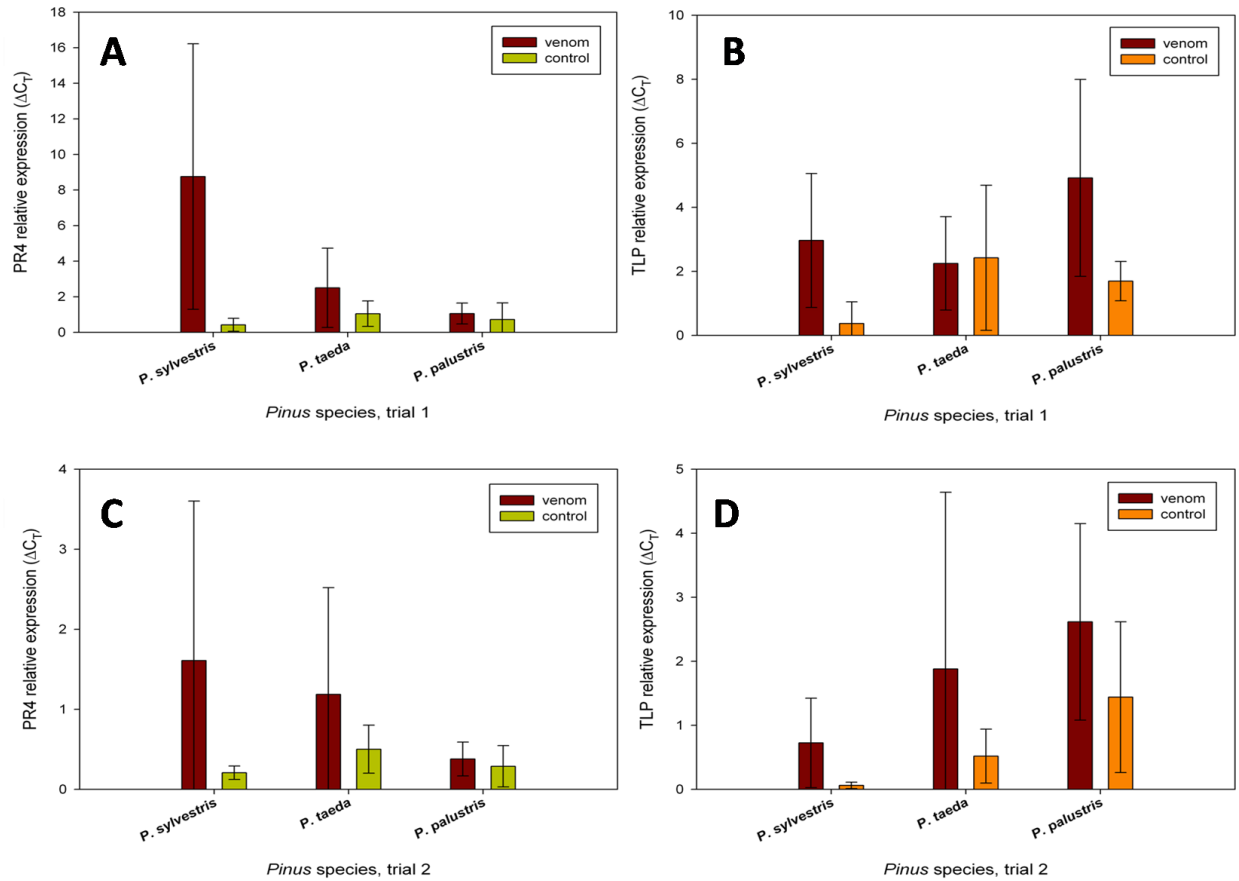 A
PR4 relative expression (ΔCT)
18
16
14
12
10
8
6
4
2
0
venom
control
P. sylvestris
P. taeda
P. palustris
Pinus species, trial 1
B
TLP relative expression (ΔCT)
10
8
6
4
2
0
venom
control
P. sylvestris
P. taeda
P. palustris
Pinus species, trial 1
C
PR4 relative expression (ΔCT)
4
3
2
1
0
venom
control
P. sylvestris
P. taeda
P. palustris
Pinus species, trial 2
D
TLP relative expression (ΔCT)
5
4
3
2
1
0
venom
control
P. sylvestris
P. taeda
P. palustris
Pinus species, trial 2